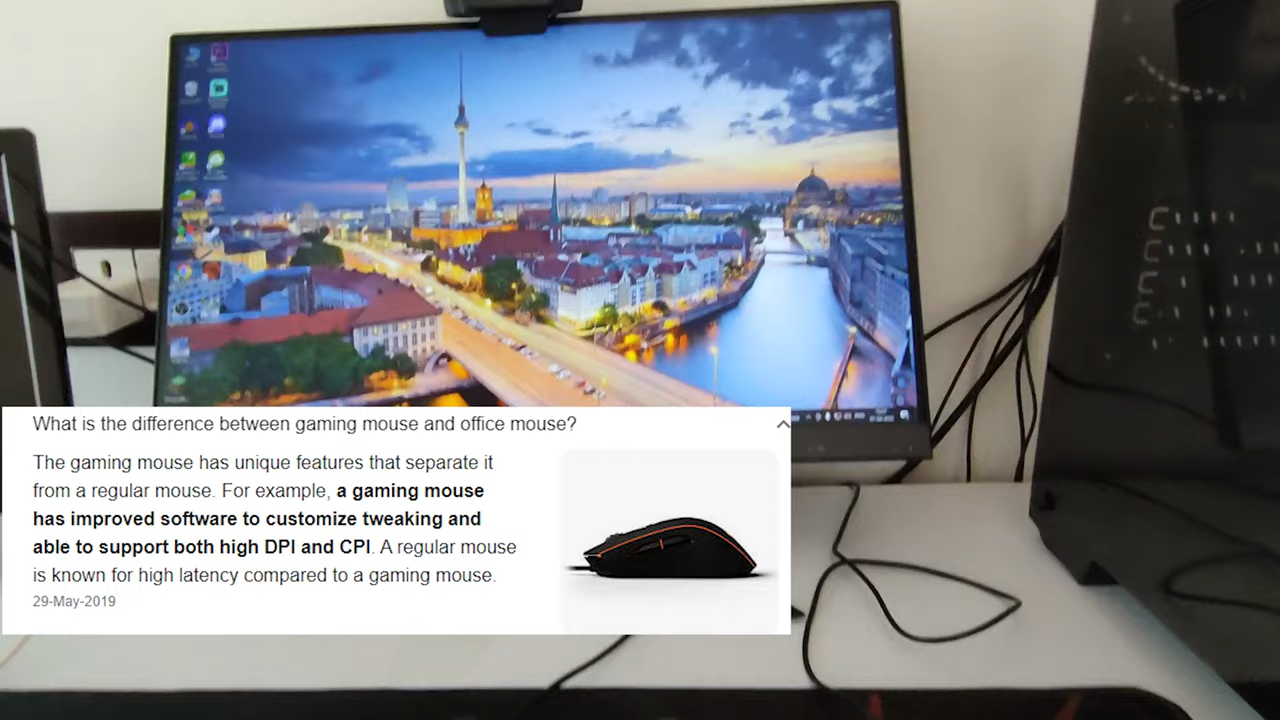 What is the difference between gaming mouse and office mouse?
The gaming mouse has unique features that separate it
from a regular mouse. For example, a gaming mouse
has improved software to customize tweaking and
able to support both high DPI and CPI. A regular mouse
is known for high latency compared to a gaming mouse.
29-May-2019